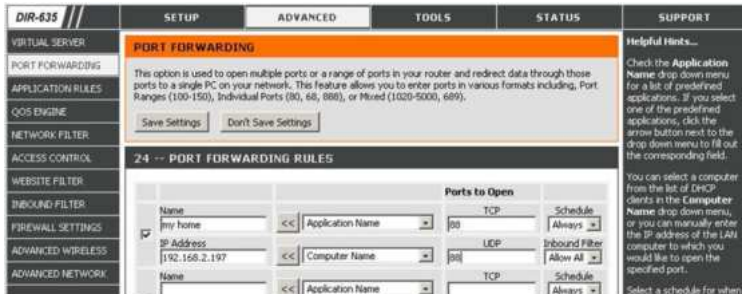 DIR-635
SETUP
ADVANCED
TOOLS
STATUS
SUPPORT
VIRTUAL SERVER
PORT FORWARDING
APPLICATION RULES
QOS ENGINE
NETWORK FILTER
ACCESS CONTROL
WEBSITE FILTER
INBOUND FILTER
FIREWALL SETTINGS
ADVANCED WIRELESS
ADVANCED NETWORK
PORT FORWARDING
This option is used to open multiple ports or a range of ports in your router and redirect data through those
ports to a single PC on your network. This feature allows you to enter ports in various formats including, Port
Ranges (100-150), Individual Ports (80, 68, 888), or Mixed (1020-5000, 689).
Save Settings
Don't Save Settings
24 -- PORT FORWARDING RULES
Ports to Open
Name
TCP
Schedule
my home
<<
Application Name
88
Always
IP Address
UDP
Inbound Filter
192.168.2.197
<<
Computer Name
88
Allow All
Name
TCP
Schedule
<<
Application Name
Always
Helpful Hints...
Check the Application
Name drop down menu
for a list of predefined
applications. If you select
one of the predefined
applications, click the
arrow button next to the
drop down menu to fill out
the corresponding field.
You can select a computer
from the list of DHCP
clients in the Computer
Name drop down menu,
or you can manually enter
the IP address of the LAN
computer to which you
would like to open the
specified port.
Select a schedule for when